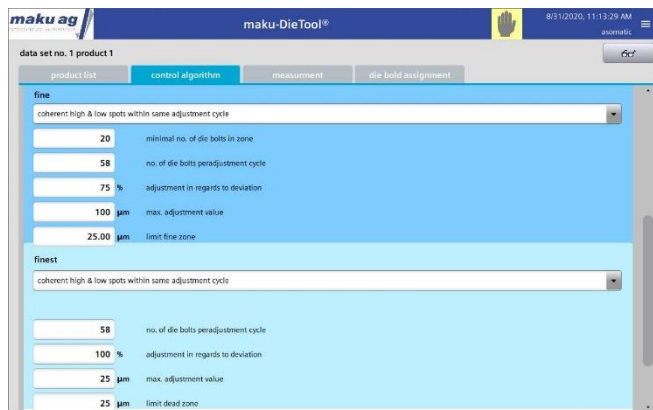 maku ag
maku-DieTool®
8/31/2020, 11:13:29 AM
asomatic
data set no. 1 product 1
product list
control algorithm
measurment
die bold assignment
fine
coherent high & low spots within same adjustment cycle
20 minimal no. of die bolts in zone
58 no. of die bolts peradjustment cycle
75 % adjustment in regards to deviation
100 µm max. adjustment value
25.00 µm limit fine zone
finest
coherent high & low spots within same adjustment cycle
58 no. of die bolts peradjustment cycle
100 % adjustment in regards to deviation
25 µm max. adjustment value
25 µm limit dead zone